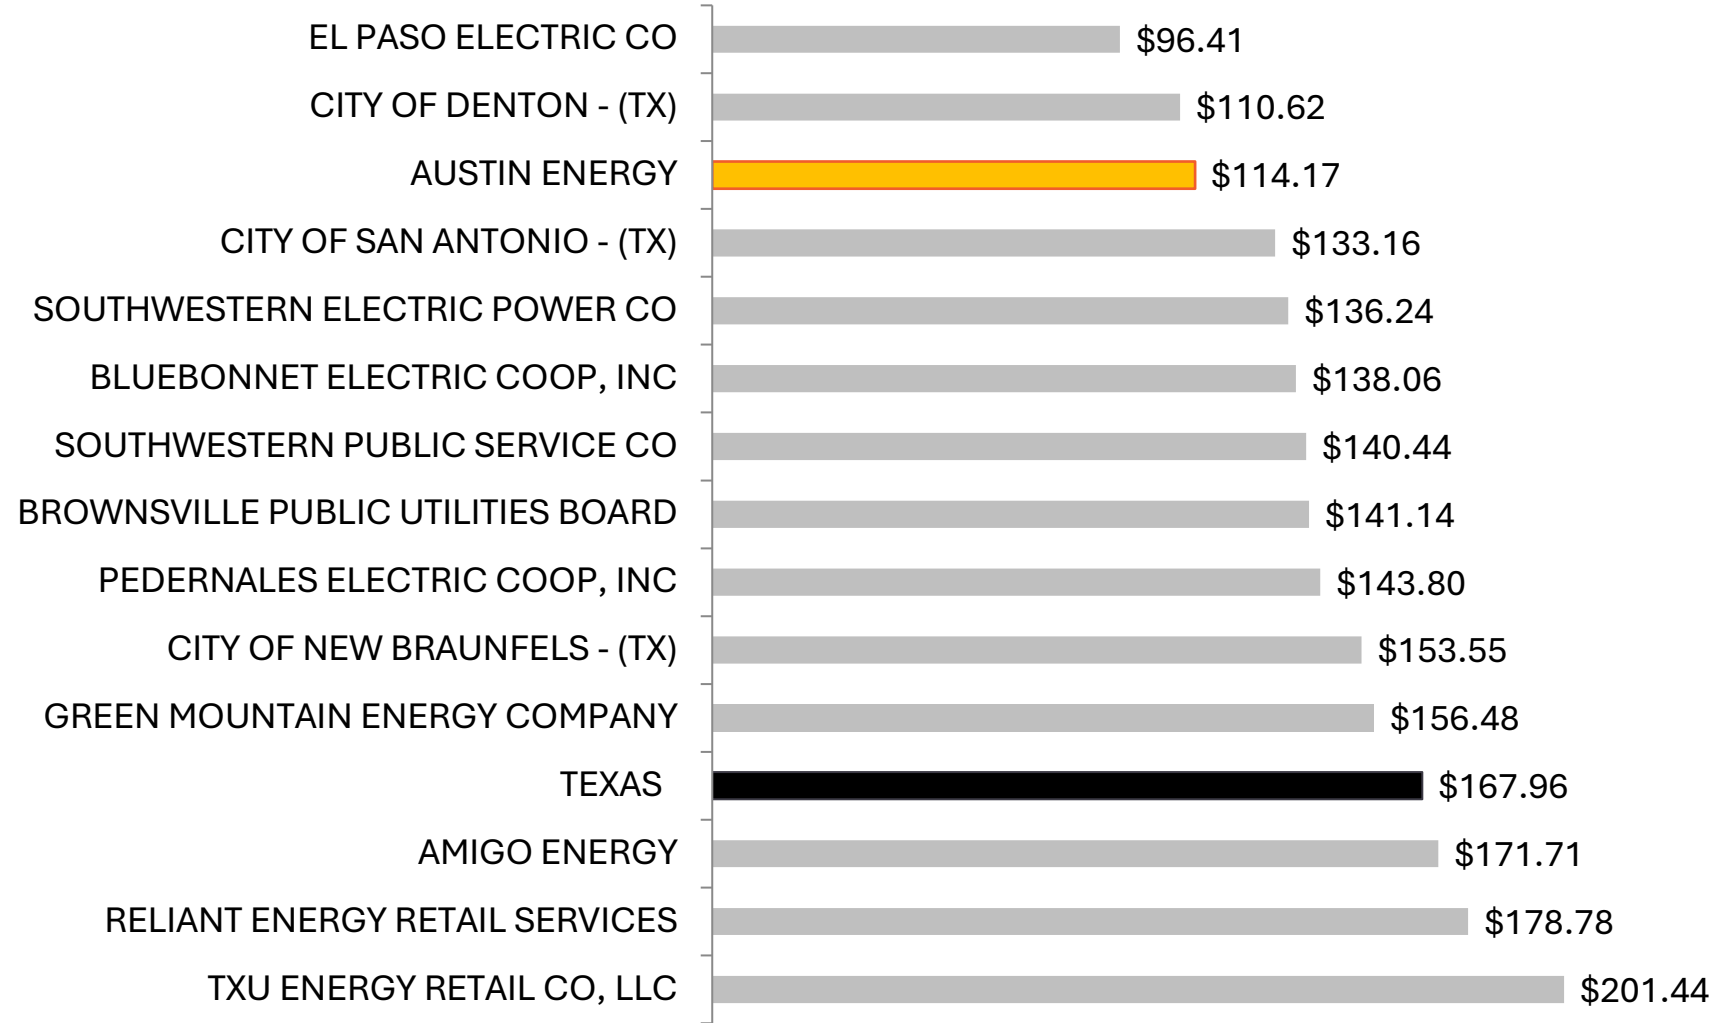 EL PASO ELECTRIC CO $96.41
CITY OF DENTON - (TX) $110.62
AUSTIN ENERGY $114.17
CITY OF SAN ANTONIO - (TX) $133.16
SOUTHWESTERN ELECTRIC POWER CO $136.24
BLUEBONNET ELECTRIC COOP, INC $138.06
SOUTHWESTERN PUBLIC SERVICE CO $140.44
BROWNSVILLE PUBLIC UTILITIES BOARD $141.14
PEDERNALES ELECTRIC COOP, INC $143.80
CITY OF NEW BRAUNFELS - (TX) $153.55
GREEN MOUNTAIN ENERGY COMPANY $156.48
TEXAS $167.96
AMIGO ENERGY $171.71
RELIANT ENERGY RETAIL SERVICES $178.78
TXU ENERGY RETAIL CO, LLC $201.44